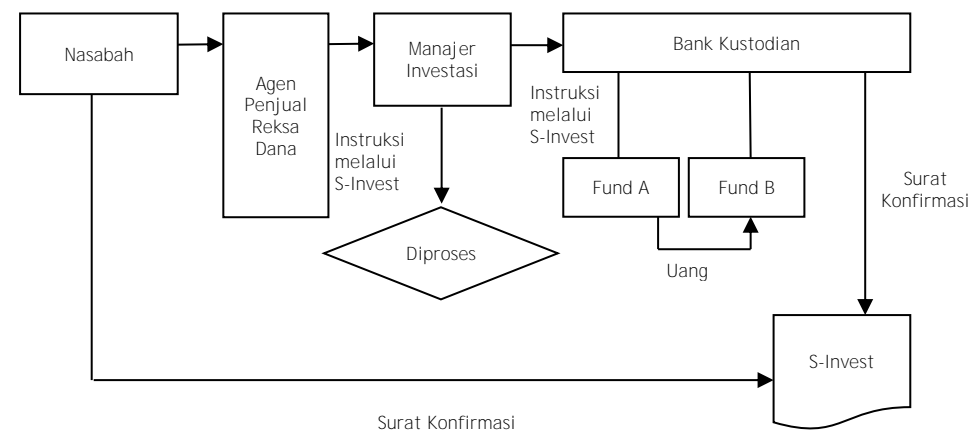 Nasabah
Agen
Penjual
Reksa
Dana
Instruksi
melalui
S-Invest
Manajer
Investasi
Diproses
Instruksi
melalui
S-Invest
Bank Kustodian
Fund A
Fund B
Uang
Surat
Konfirmasi
S-Invest
Surat Konfirmasi